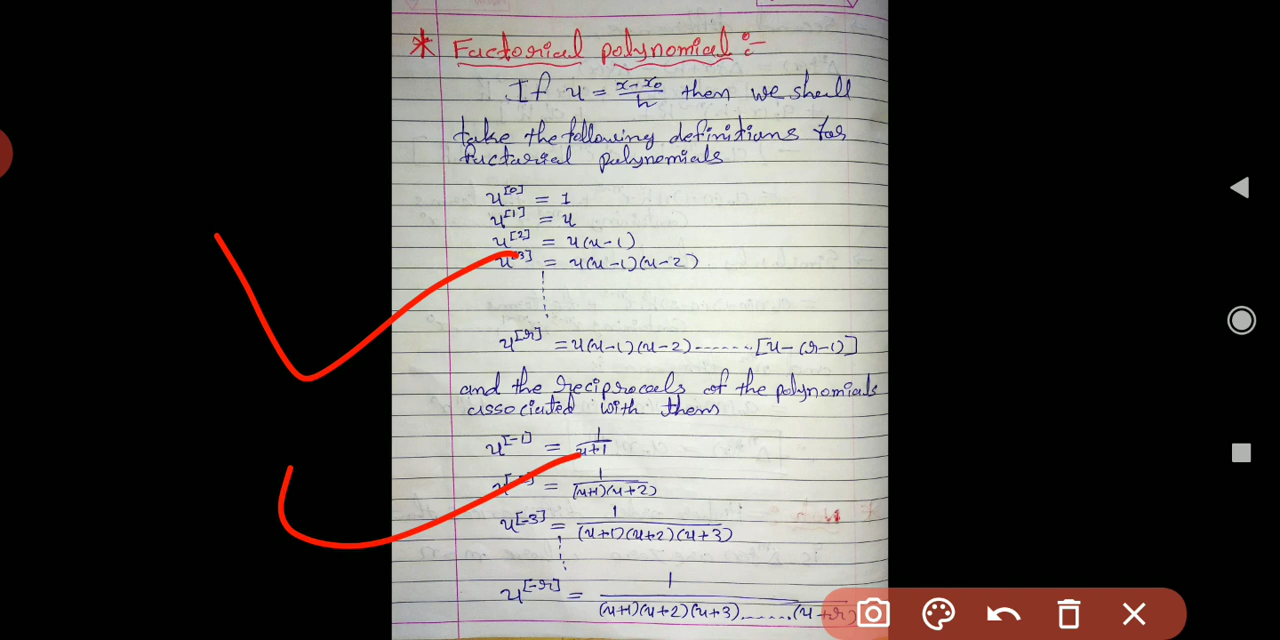 * Factorial polynomial :-
If u = (x-x₀)/h then we shall
take the following definitions for
factorial polynomials
u^[0] = 1
u^[1] = u
u^[2] = u(u-1)
u^[3] = u(u-1)(u-2)
u^[r] = u(u-1)(u-2)-------[u-(r-1)]
and the reciprocals of the polynomials
associated with them
u^[-1] = 1/(u+1)
u^[-2] = 1/((u+1)(u+2))
u^[-3] = 1/((u+1)(u+2)(u+3))
u^[-r] = 1/((u+1)(u+2)(u+3).......(u+r))